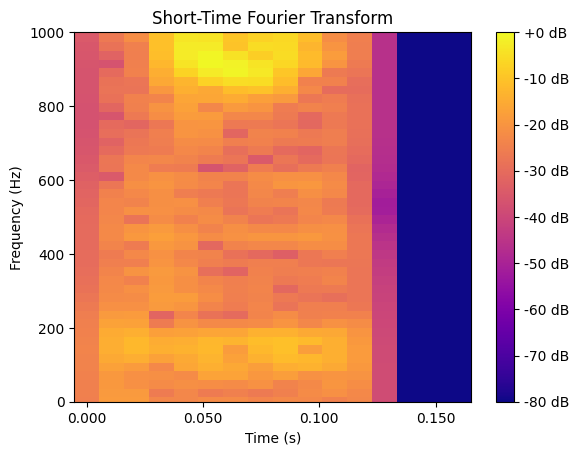 Short-Time Fourier Transform
1000
800
600
400
200
0
Frequency (Hz)
0.000
0.050
0.100
0.150
Time (s)
+0 dB
-10 dB
-20 dB
-30 dB
-40 dB
-50 dB
-60 dB
-70 dB
-80 dB